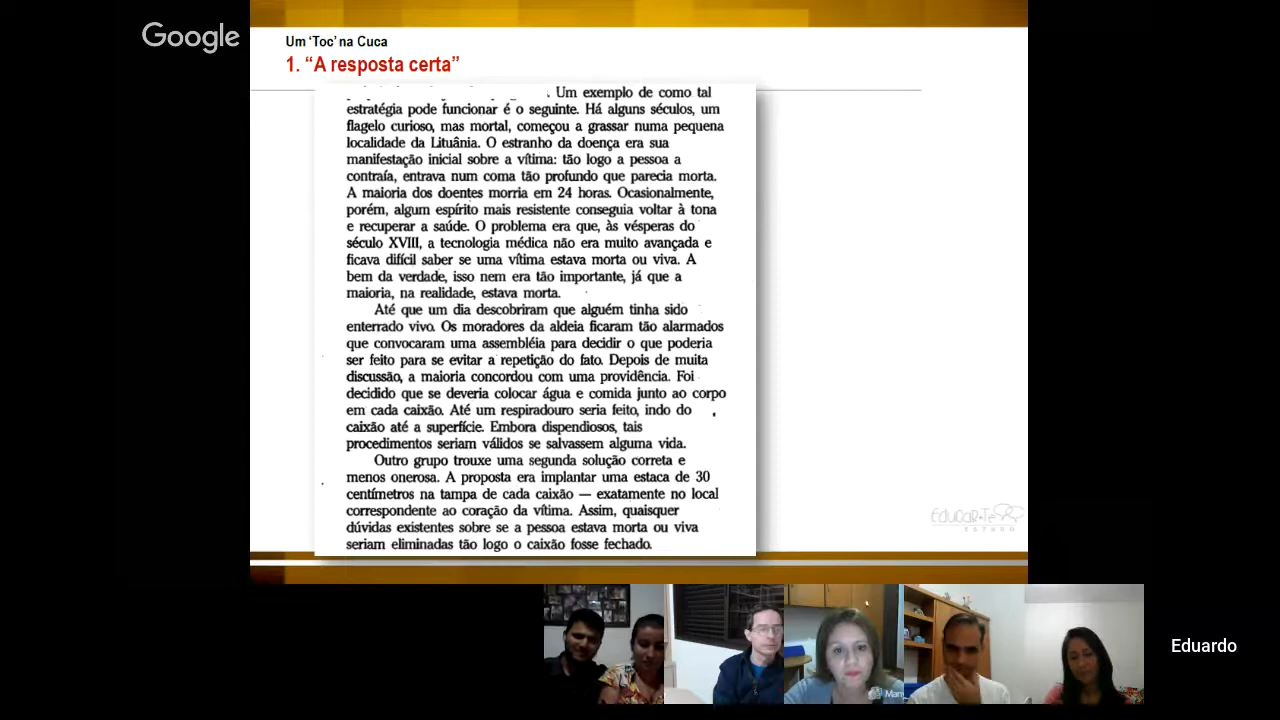 Google
Um 'Toc' na Cuca
1. “A resposta certa”
. Um exemplo de como tal
estratégia pode funcionar é o seguinte. Há alguns séculos, um
flagelo curioso, mas mortal, começou a grassar numa pequena
localidade da Lituânia. O estranho da doença era sua
manifestação inicial sobre a vítima: tão logo a pessoa a
contraía, entrava num coma tão profundo que parecia morta.
A maioria dos doentes morria em 24 horas. Ocasionalmente,
porém, algum espírito mais resistente conseguia voltar à tona
e recuperar a saúde. O problema era que, às vésperas do
século XVIII, a tecnologia médica não era muito avançada e
ficava difícil saber se uma vítima estava morta ou viva. A
bem da verdade, isso nem era tão importante, já que a
maioria, na realidade, estava morta.
Até que um dia descobriram que alguém tinha sido
enterrado vivo. Os moradores da aldeia ficaram tão alarmados
que convocaram uma assembléia para decidir o que poderia
ser feito para se evitar a repetição do fato. Depois de muita
discussão, a maioria concordou com uma providência. Foi
decidido que se deveria colocar água e comida junto ao corpo
em cada caixão. Até um respiradouro seria feito, indo do
caixão até a superfície. Embora dispendiosos, tais
procedimentos seriam válidos se salvassem alguma vida.
Outro grupo trouxe uma segunda solução correta e
menos onerosa. A proposta era implantar uma estaca de 30
centímetros na tampa de cada caixão — exatamente no local
correspondente ao coração da vítima. Assim, quaisquer
dúvidas existentes sobre se a pessoa estava morta ou viva
seriam eliminadas tão logo o caixão fosse fechado.
Eduardo